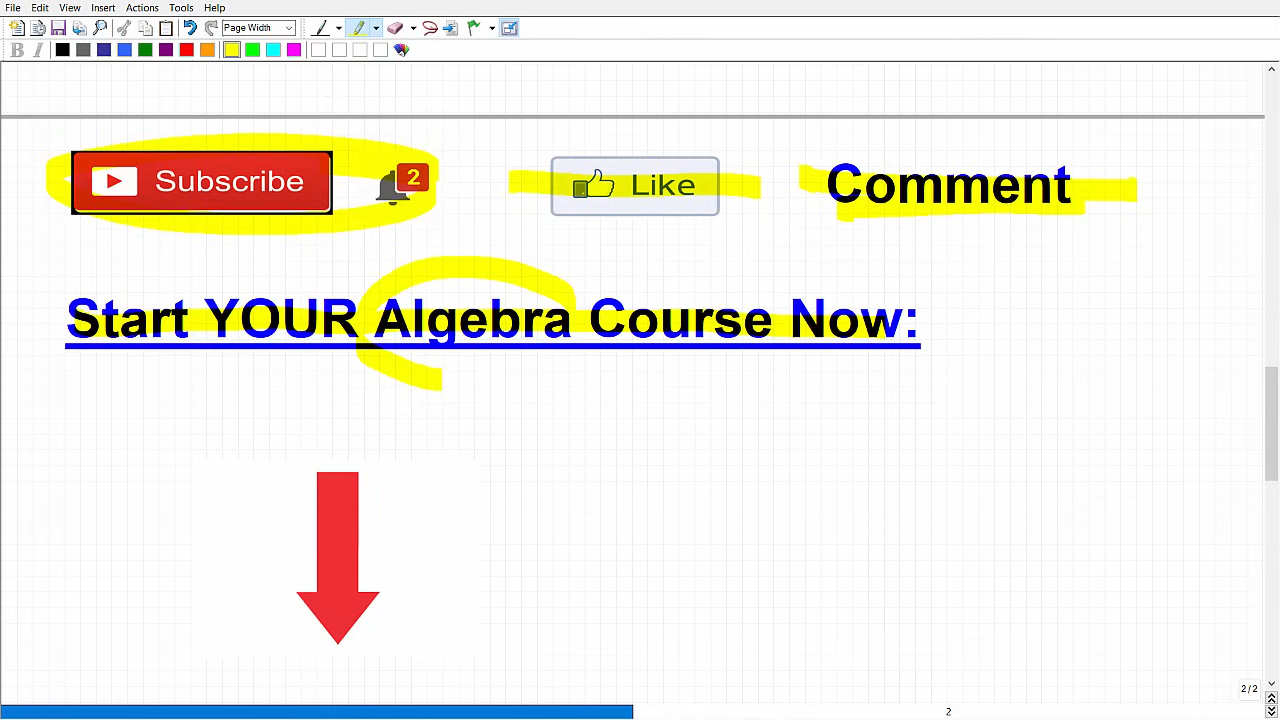 File Edit View Insert Actions Tools Help
Page Width
B I
Subscribe 2 Like Comment
Start YOUR Algebra Course Now:
2/2
2